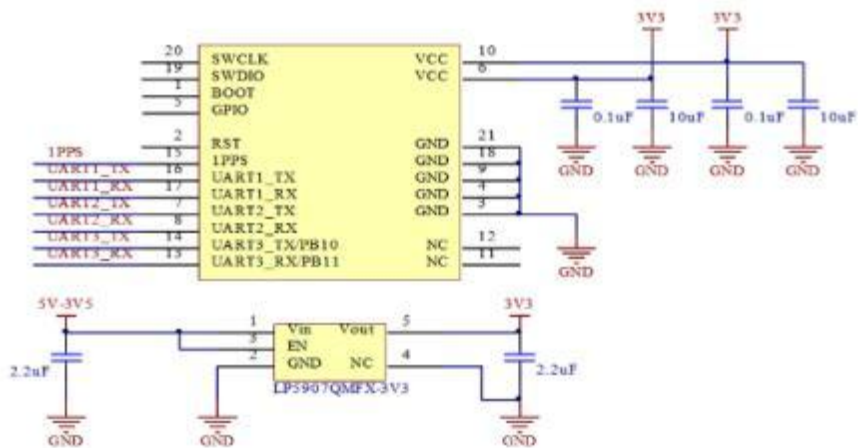 3V3 3V3
20 SWCLK VCC 10
19 SWDIO VCC 6
1 BOOT
5 GPIO
0.1uF 10uF 0.1uF 10uF
2 RST GND 21
1PPS 15 1PPS GND 18
UART1_TX 16 UART1_TX GND 9
UART1_RX 17 UART1_RX GND 4
UART2_TX 7 UART2_TX GND 3
UART2_RX 8 UART2_RX
UART3_TX 14 UART3_TX/PB10 NC 12
UART3_RX 13 UART3_RX/PB11 NC 11
GND GND GND GND
GND
5V-3V5 3V3
1 Vin Vout 5
3 EN
2 GND NC 4
2.2uF 2.2uF
LP5907QMFX-3V3
GND GND GND